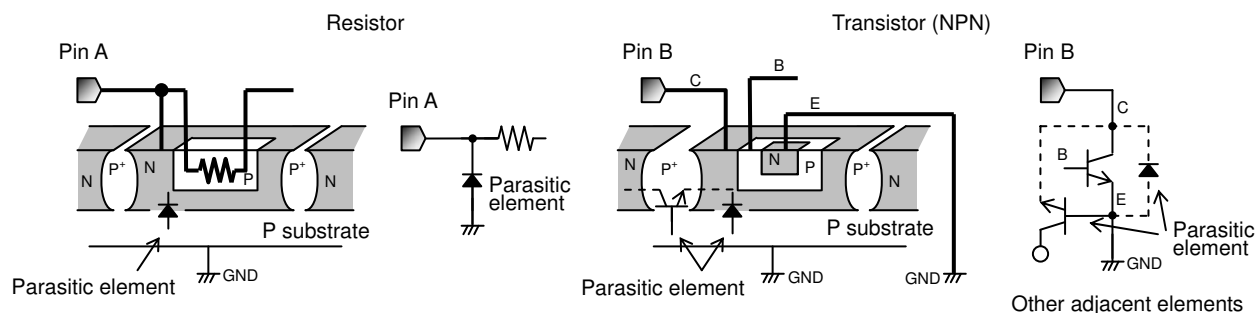 Resistor
Pin A
N
P+
N
P
P+
N
Parasitic element
P substrate
GND
Pin A
Parasitic
element
Transistor (NPN)
Pin B
C
B
E
N
P+
N
P
P+
N
Parasitic element
P substrate
GND
GND
Pin B
C
B
E
Parasitic
element
GND
Other adjacent elements